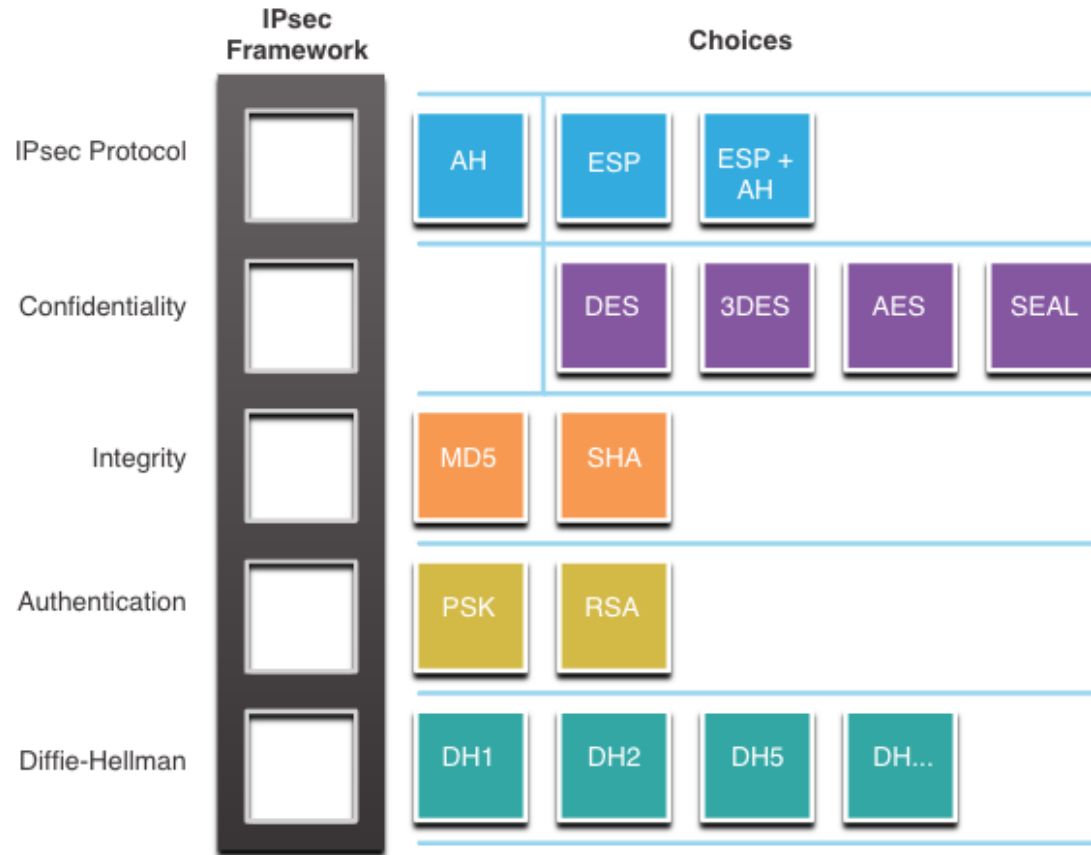 IPsec
Framework
Choices
IPsec Protocol
AH
ESP
ESP +
AH
Confidentiality
DES
3DES
AES
SEAL
Integrity
MD5
SHA
Authentication
PSK
RSA
Diffie-Hellman
DH1
DH2
DH5
DH...